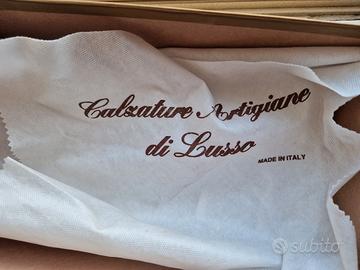 Calzature Artigiane
di Lusso
MADE IN ITALY
subito